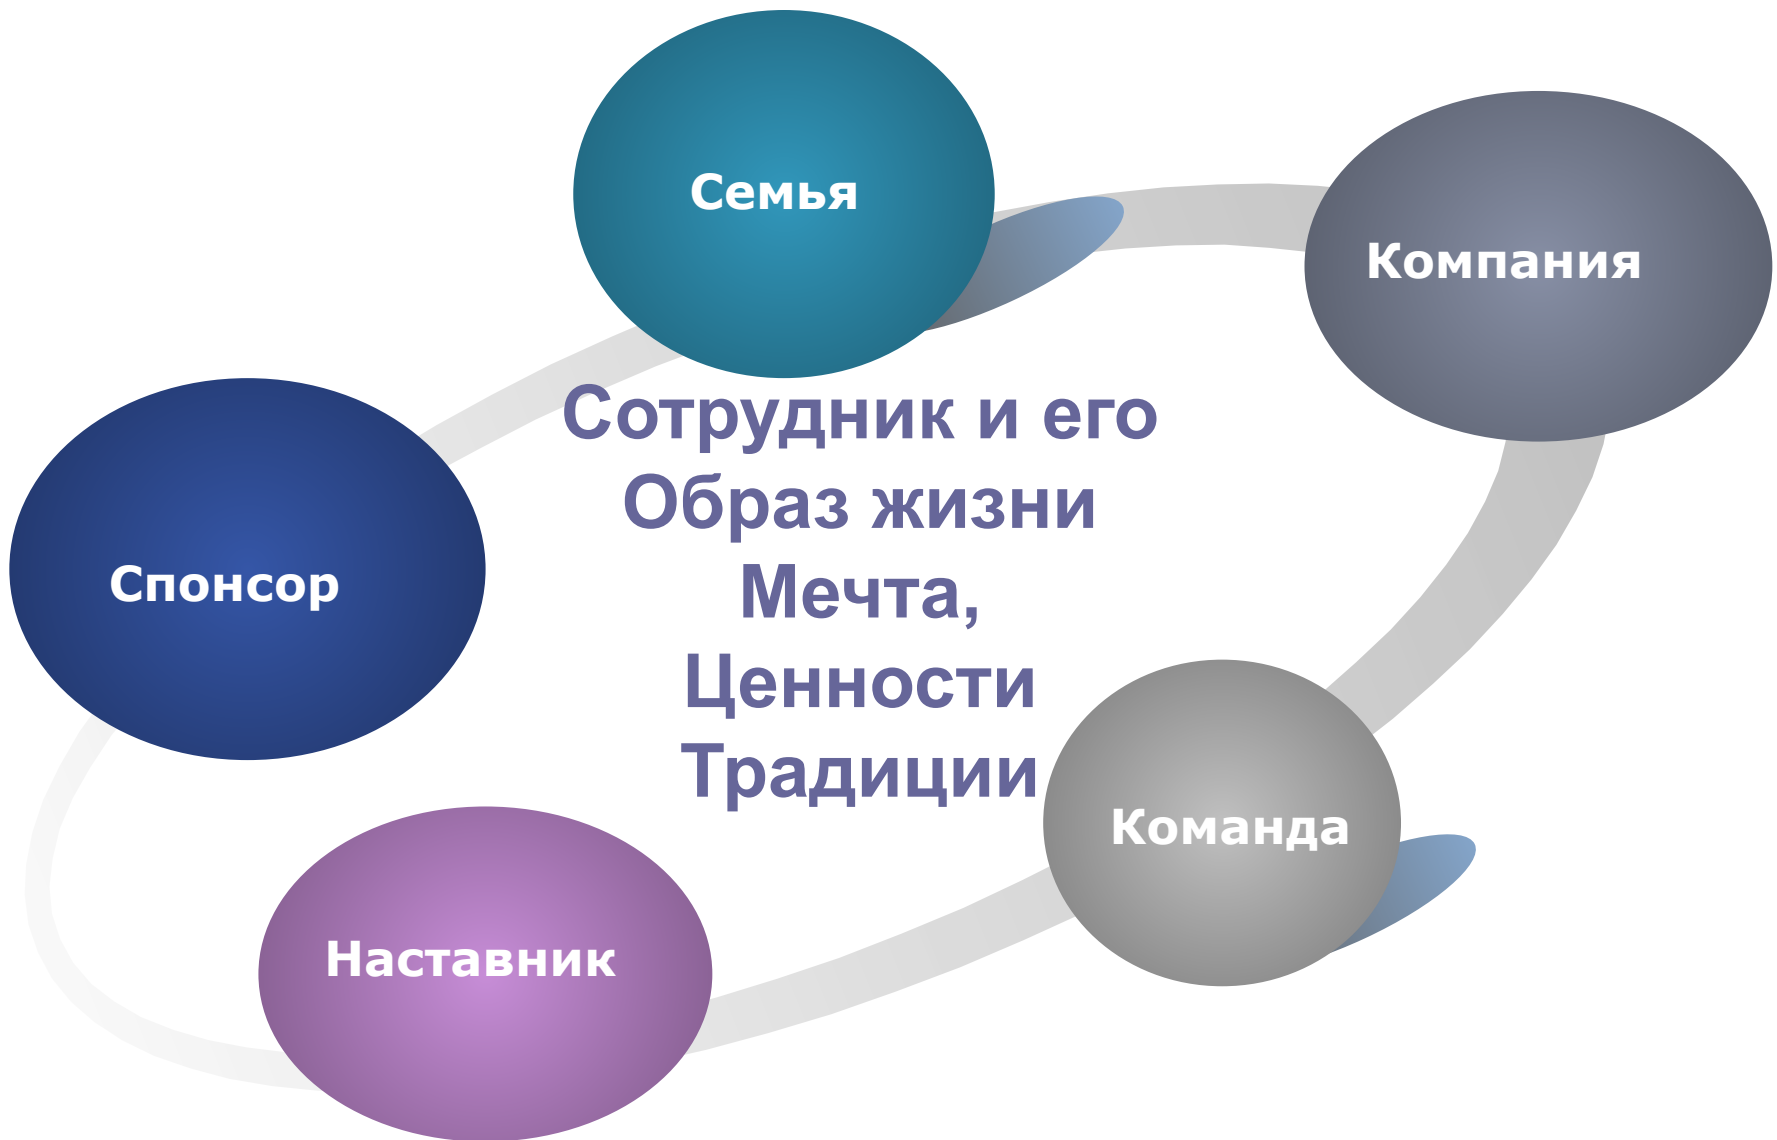 Семья
Компания
Сотрудник и его
Образ жизни
Мечта,
Ценности
Традиции
Спонсор
Команда
Наставник